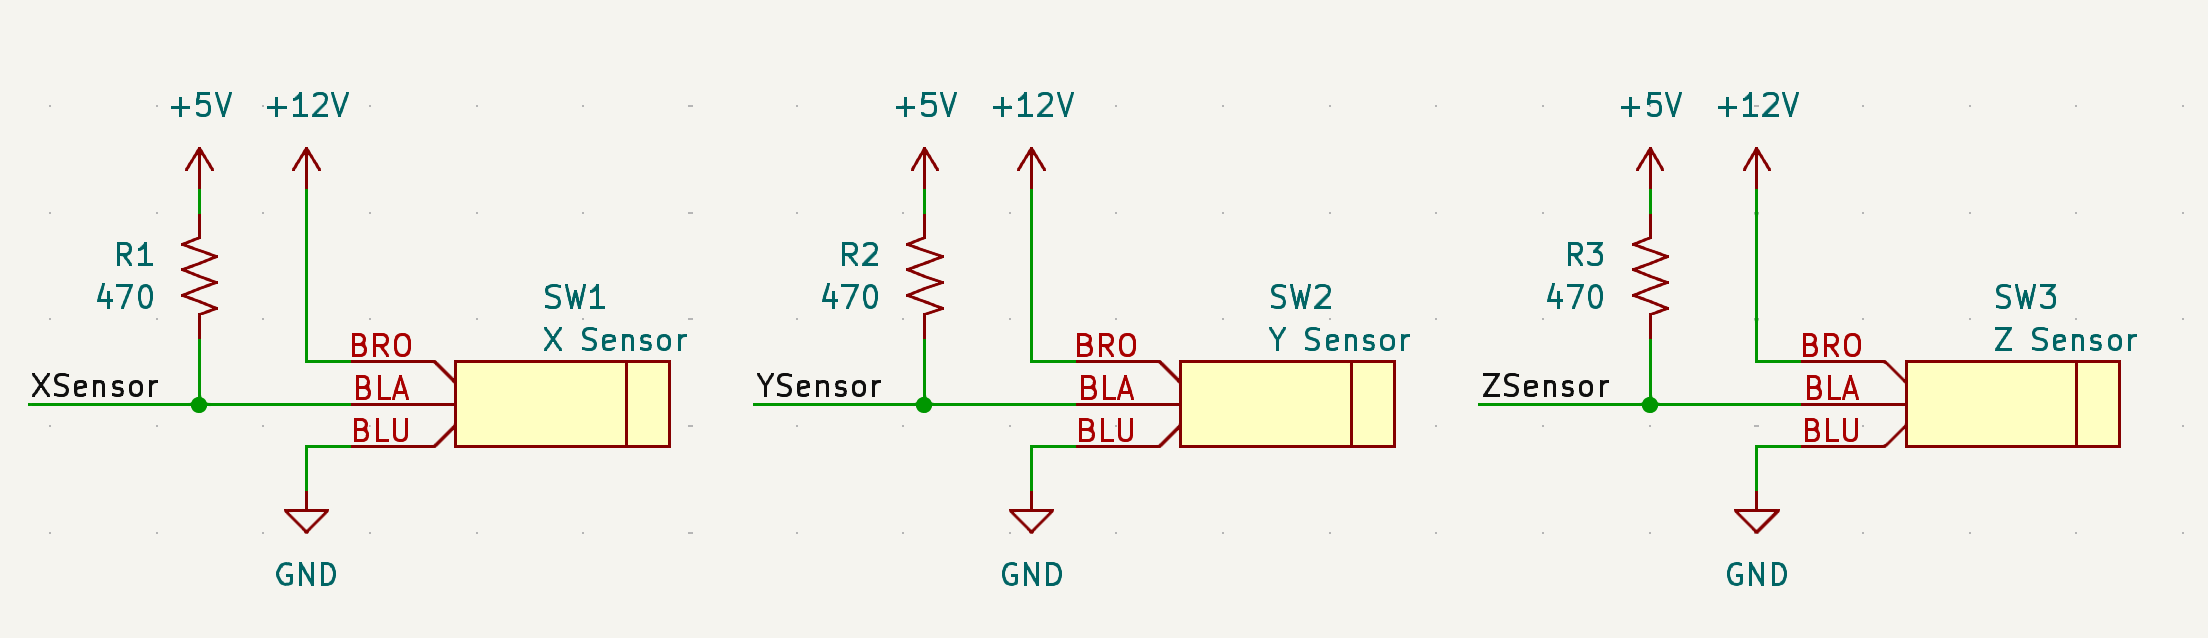 +5V +12V
R1
470
SW1
X Sensor
BRO
XSensor
BLA
BLU
GND
+5V +12V
R2
470
SW2
Y Sensor
BRO
YSensor
BLA
BLU
GND
+5V +12V
R3
470
SW3
Z Sensor
BRO
ZSensor
BLA
BLU
GND